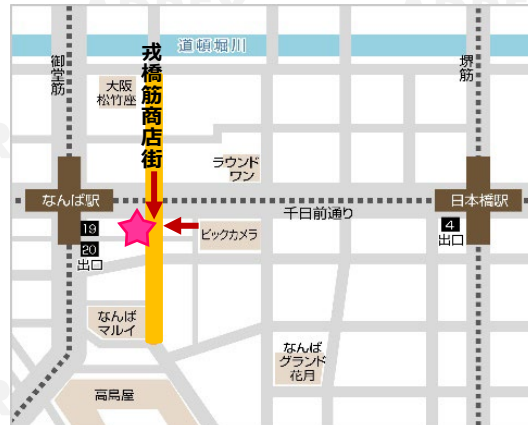 道頓堀川
御堂筋
戎橋筋商店街
堺筋
大阪
松竹座
ラウンド
ワン
なんば駅
日本橋駅
千日前通り
19
20
出口
ビックカメラ
4
出口
なんば
マルイ
なんば
グランド
花月
高島屋